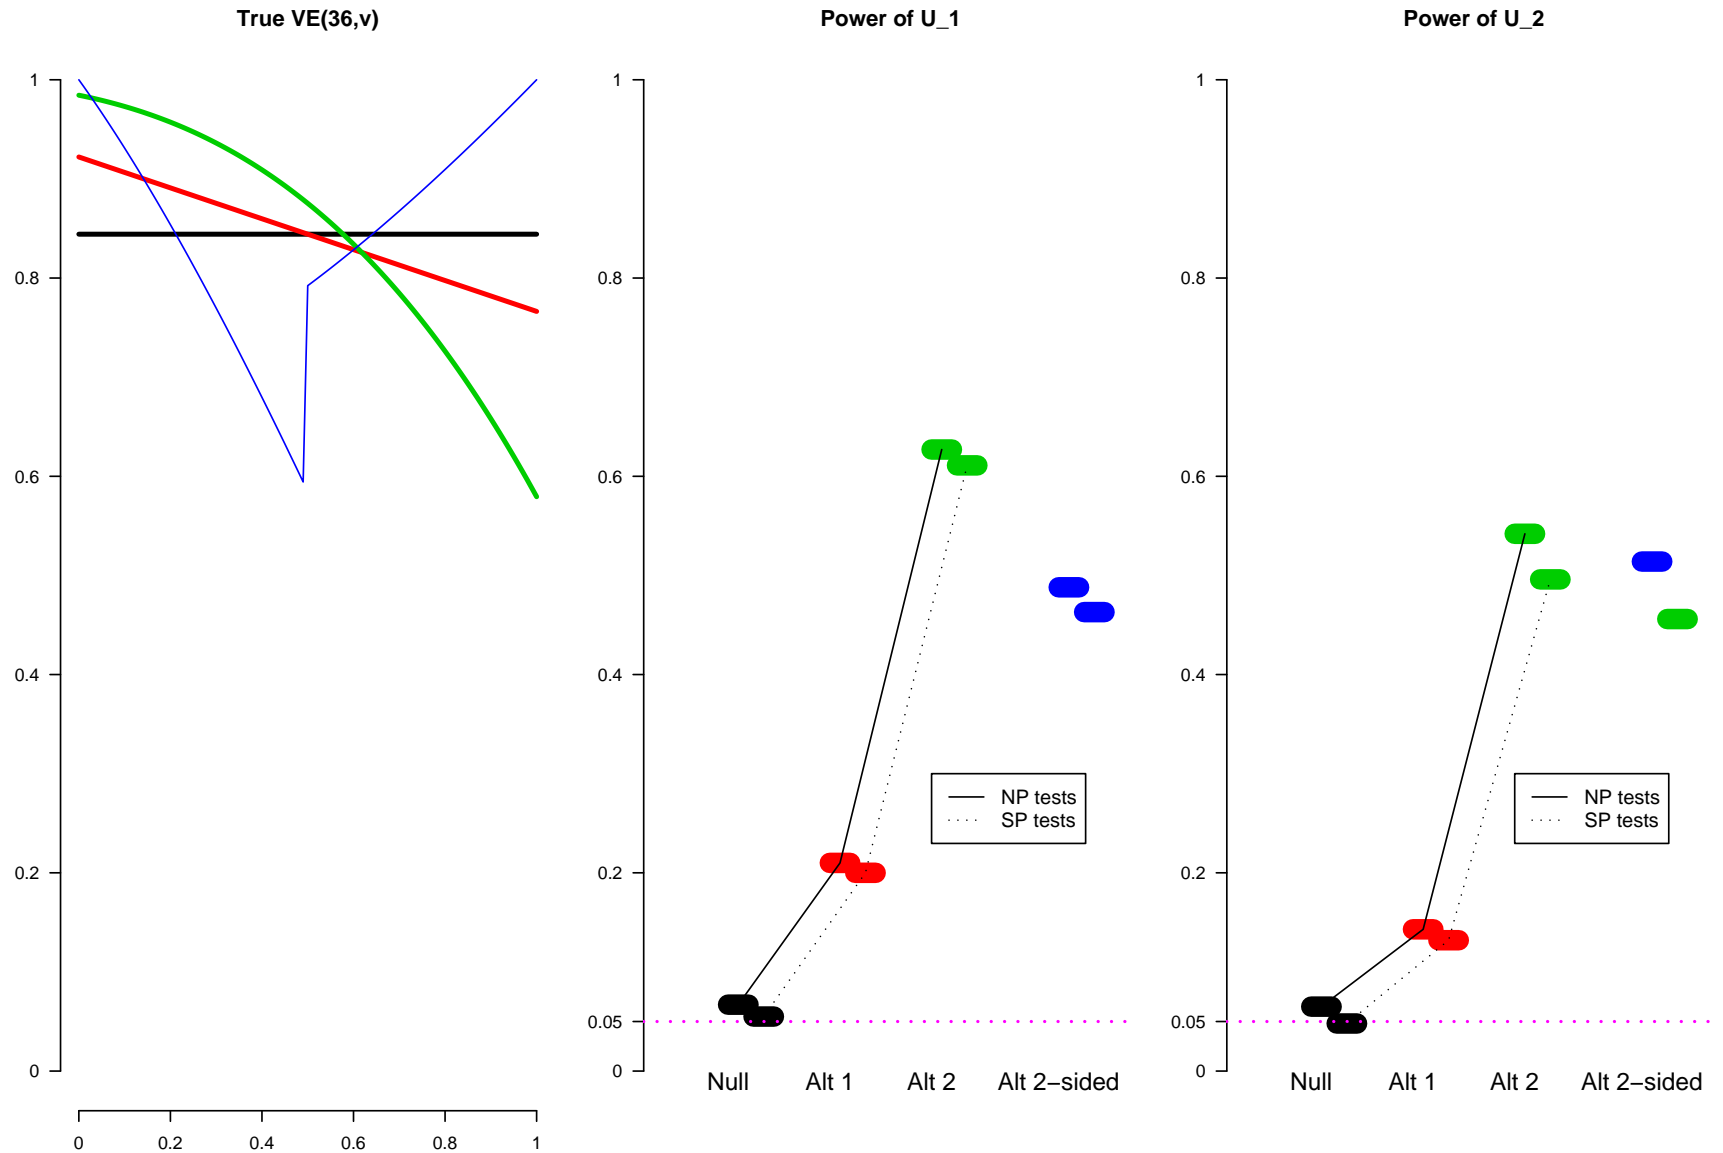 True VE(36,v)
1
0.8
0.6
0.4
0.2
0
0 0.2 0.4 0.6 0.8 1
Power of U_1
1
0.8
0.6
0.4
0.2
0.05
0
NP tests
SP tests
Null Alt 1 Alt 2 Alt 2−sided
Power of U_2
1
0.8
0.6
0.4
0.2
0.05
0
NP tests
SP tests
Null Alt 1 Alt 2 Alt 2−sided